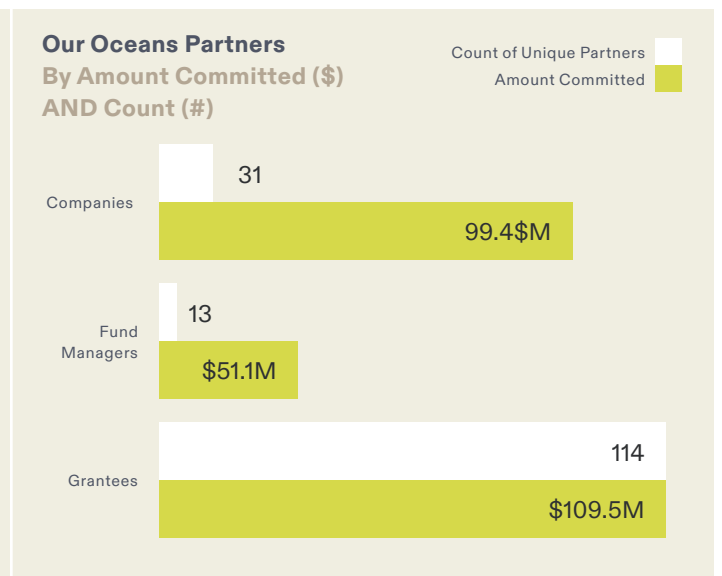 Our Oceans Partners
By Amount Committed ($)
AND Count (#)
Count of Unique Partners
Amount Committed
Companies
31
99.4$M
Fund
Managers
13
$51.1M
Grantees
114
$109.5M